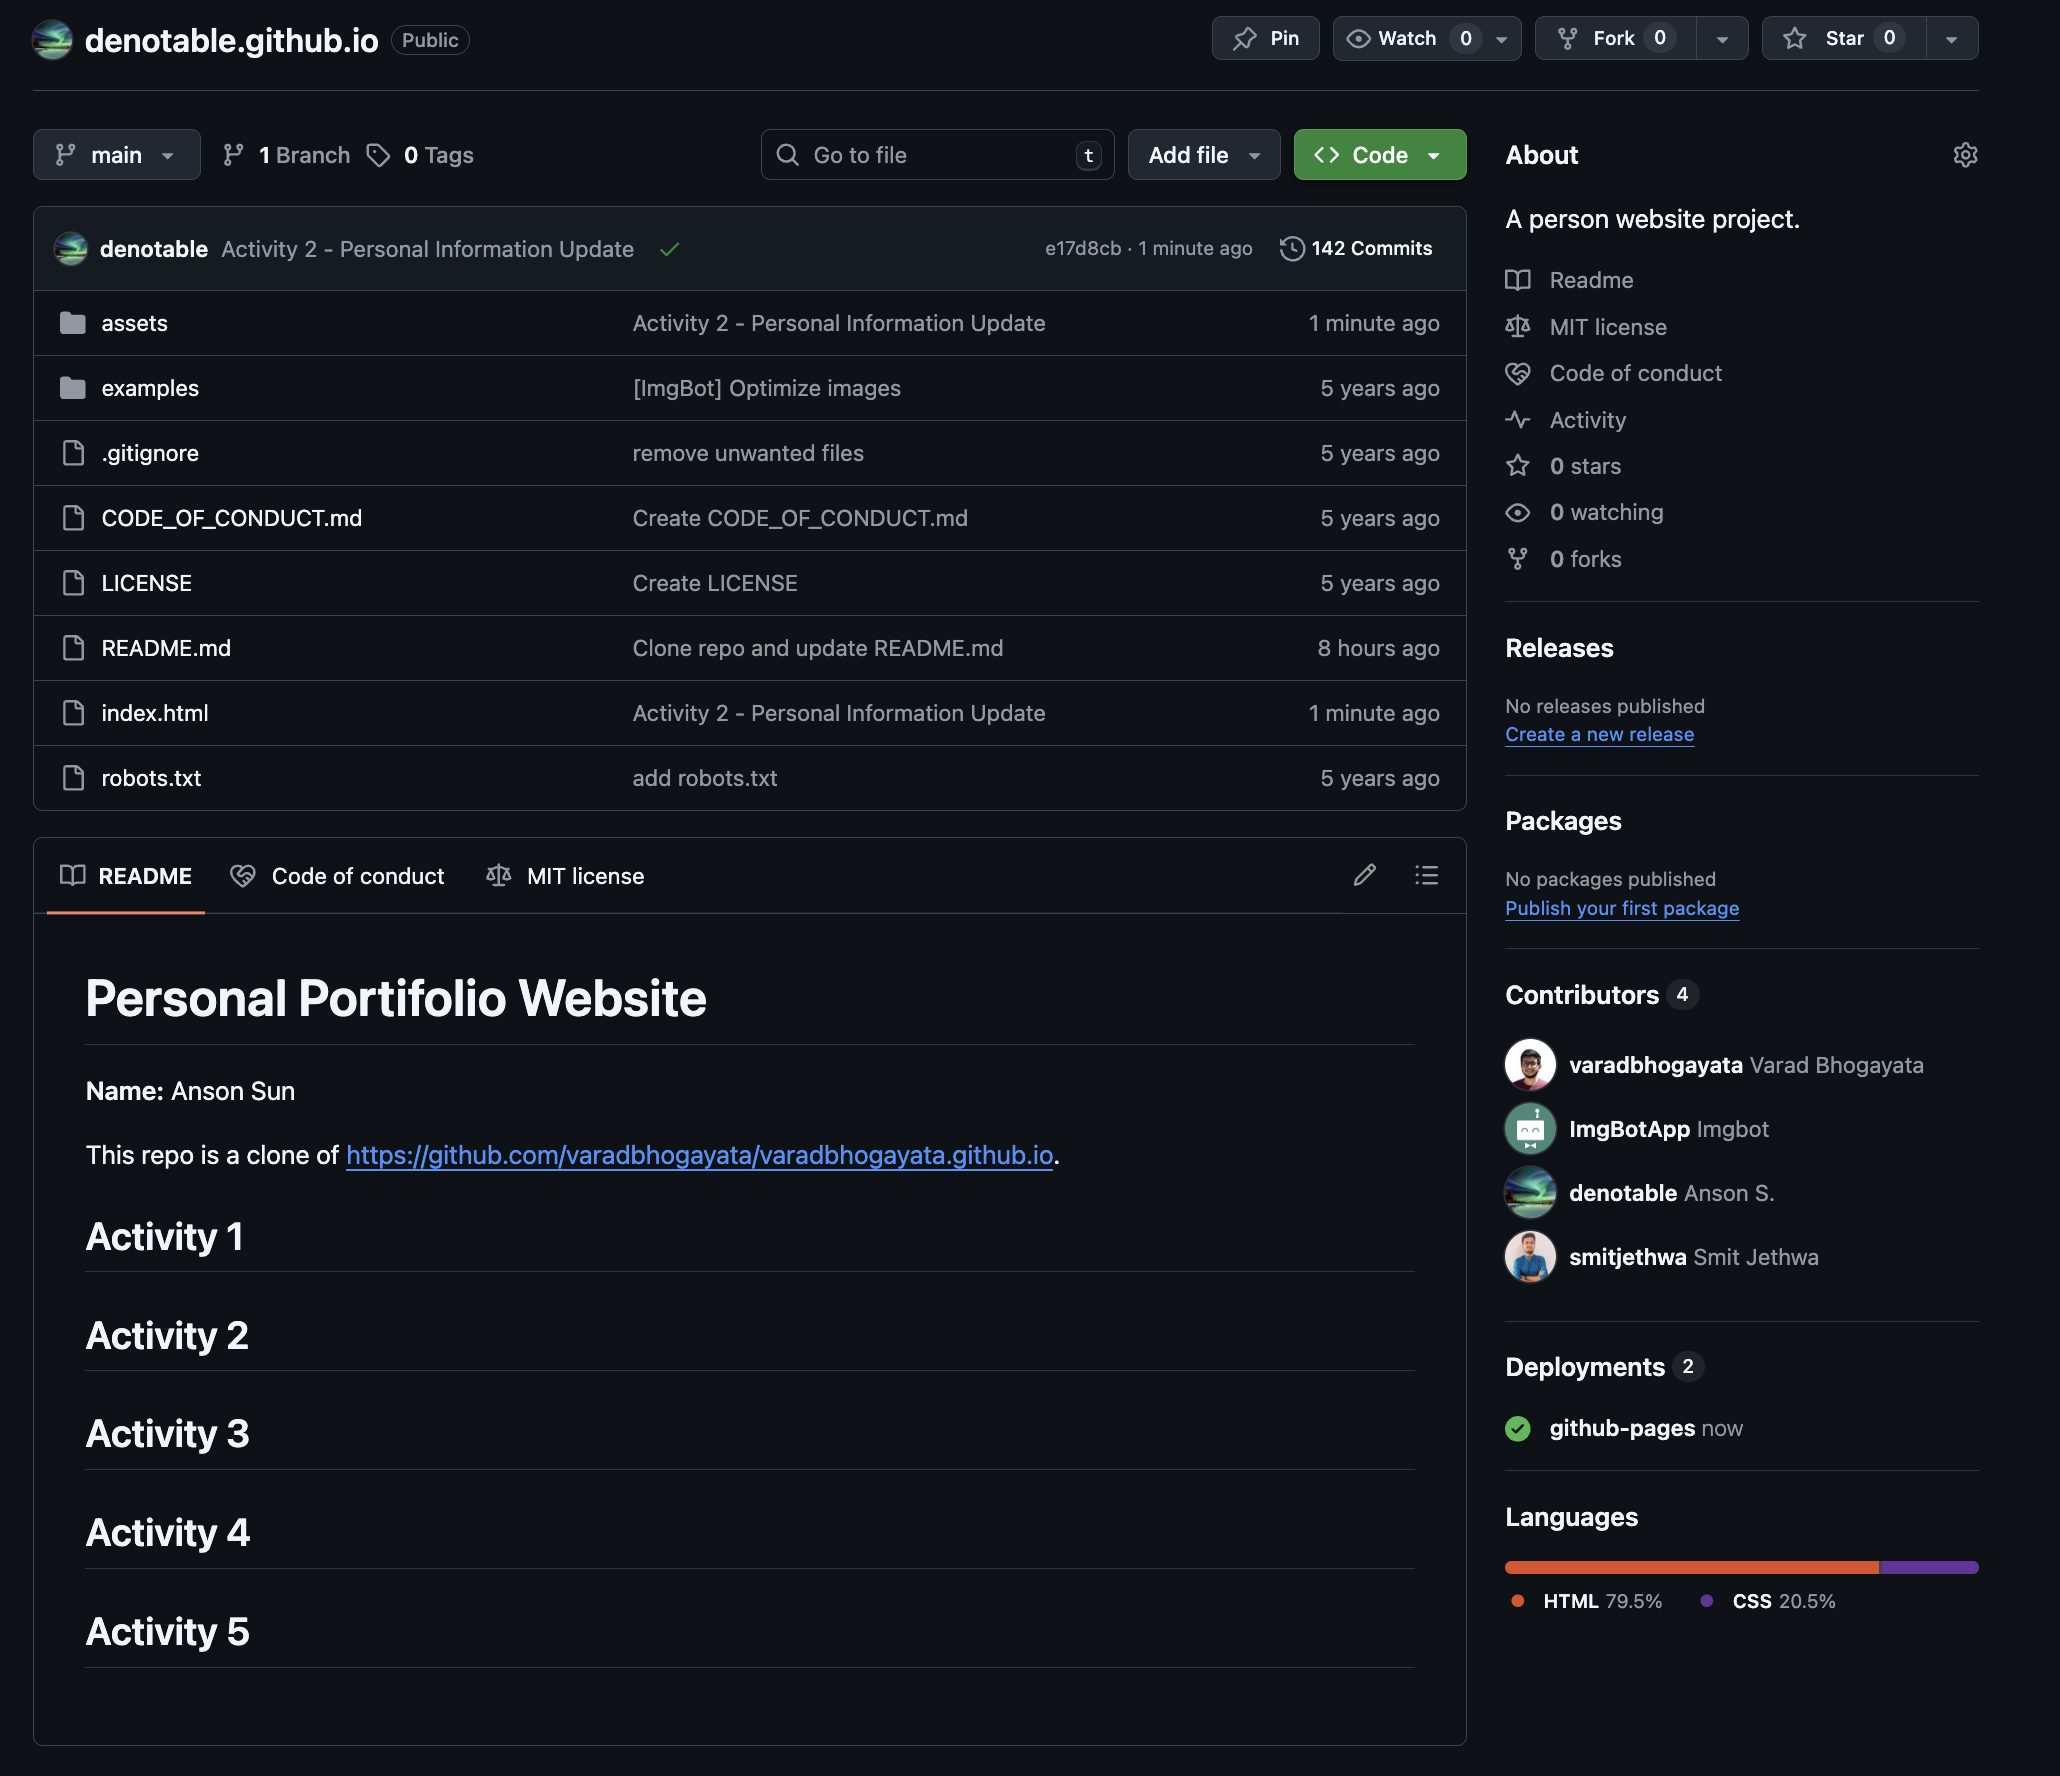 denotable.github.io Public Pin Watch 0 Fork 0 Star 0
main 1 Branch 0 Tags Go to file t Add file Code
denotable Activity 2 - Personal Information Update e17d8cb · 1 minute ago 142 Commits
assets Activity 2 - Personal Information Update 1 minute ago
examples [ImgBot] Optimize images 5 years ago
.gitignore remove unwanted files 5 years ago
CODE_OF_CONDUCT.md Create CODE_OF_CONDUCT.md 5 years ago
LICENSE Create LICENSE 5 years ago
README.md Clone repo and update README.md 8 hours ago
index.html Activity 2 - Personal Information Update 1 minute ago
robots.txt add robots.txt 5 years ago
README Code of conduct MIT license
Personal Portifolio Website
Name: Anson Sun
This repo is a clone of https://github.com/varadbhogayata/varadbhogayata.github.io.
Activity 1
Activity 2
Activity 3
Activity 4
Activity 5
About
A person website project.
Readme
MIT license
Code of conduct
Activity
0 stars
0 watching
0 forks
Releases
No releases published
Create a new release
Packages
No packages published
Publish your first package
Contributors 4
varadbhogayata Varad Bhogayata
ImgBotApp Imgbot
denotable Anson S.
smitjethwa Smit Jethwa
Deployments 2
github-pages now
Languages
HTML 79.5% CSS 20.5%